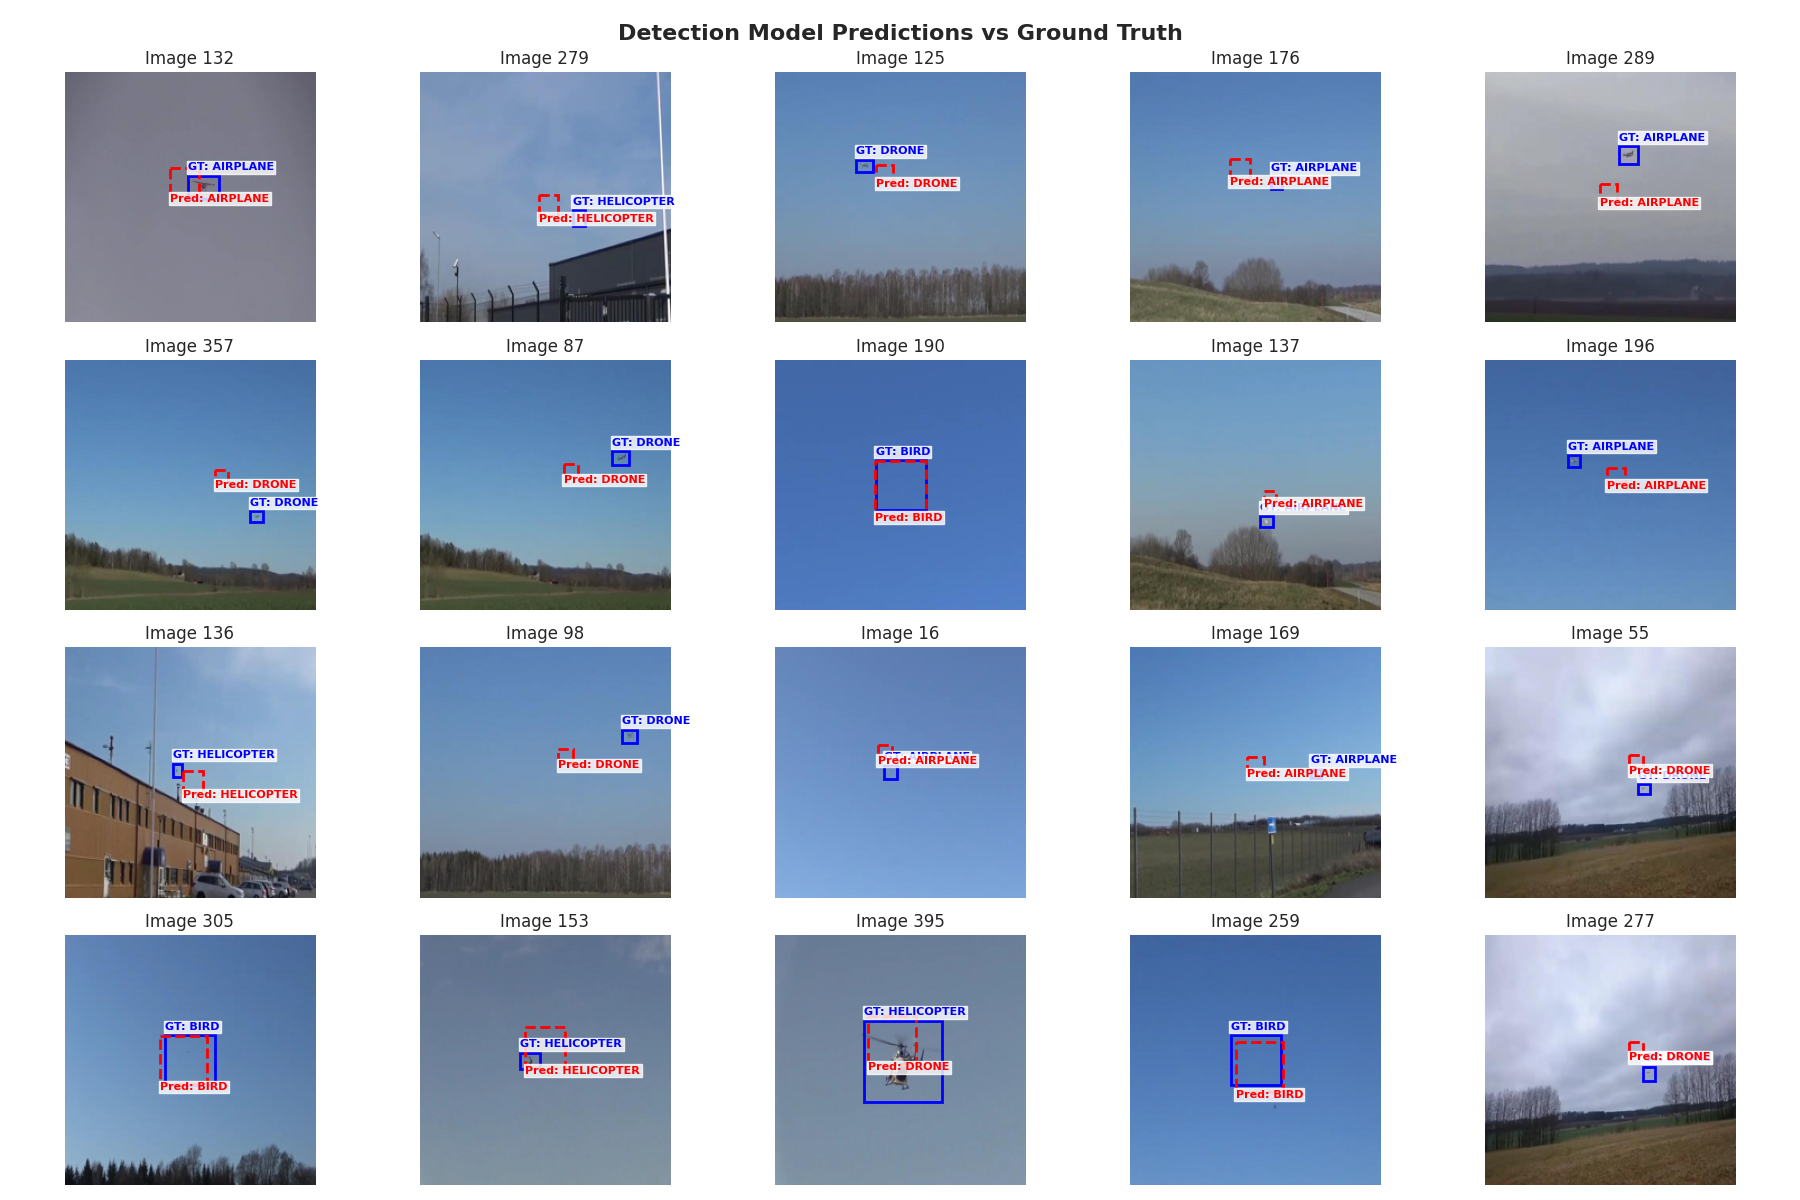 Detection Model Predictions vs Ground Truth
Image 132
Image 279
Image 125
Image 176
Image 289
GT: AIRPLANE
Pred: AIRPLANE
GT: HELICOPTER
Pred: HELICOPTER
GT: DRONE
Pred: DRONE
GT: AIRPLANE
Pred: AIRPLANE
GT: AIRPLANE
Pred: AIRPLANE
Image 357
Image 87
Image 190
Image 137
Image 196
Pred: DRONE
GT: DRONE
GT: DRONE
Pred: DRONE
GT: BIRD
Pred: BIRD
Pred: AIRPLANE
GT: AIRPLANE
Pred: AIRPLANE
Image 136
Image 98
Image 16
Image 169
Image 55
GT: HELICOPTER
Pred: HELICOPTER
GT: DRONE
Pred: DRONE
GT: AIRPLANE
Pred: AIRPLANE
GT: AIRPLANE
Pred: AIRPLANE
Pred: DRONE
GT: DRONE
Image 305
Image 153
Image 395
Image 259
Image 277
GT: BIRD
Pred: BIRD
GT: HELICOPTER
Pred: HELICOPTER
GT: HELICOPTER
Pred: DRONE
GT: BIRD
Pred: BIRD
Pred: DRONE